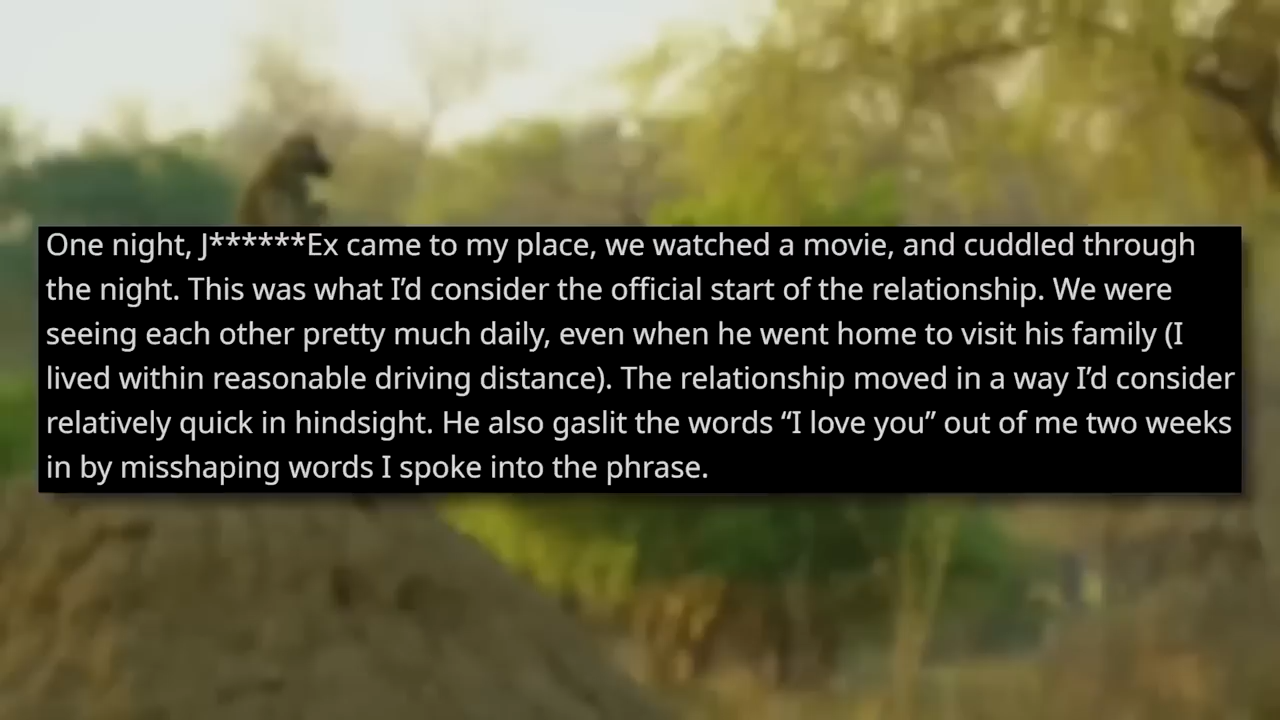 One night, J******Ex came to my place, we watched a movie, and cuddled through
the night. This was what I’d consider the official start of the relationship. We were
seeing each other pretty much daily, even when he went home to visit his family (I
lived within reasonable driving distance). The relationship moved in a way I’d consider
relatively quick in hindsight. He also gaslit the words “I love you” out of me two weeks
in by misshaping words I spoke into the phrase.